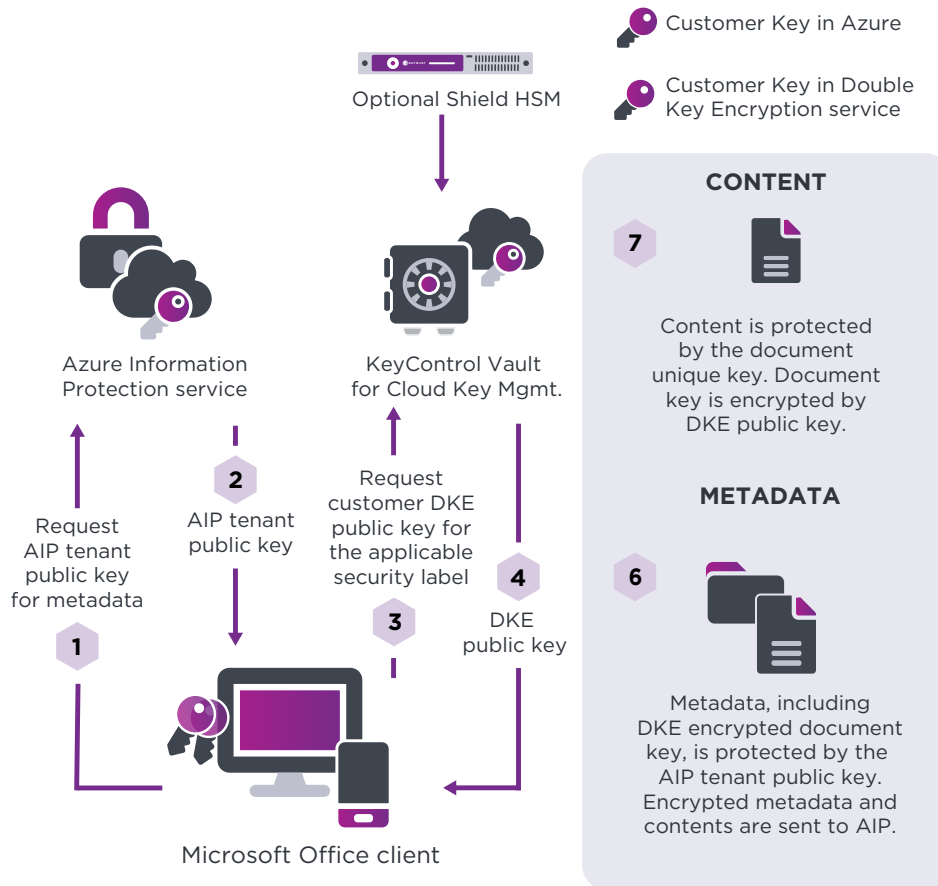 Customer Key in Azure
Customer Key in Double
Key Encryption service
Optional Shield HSM
Azure Information
Protection service
KeyControl Vault
for Cloud Key Mgmt.
Request
AIP tenant
public key
for metadata
1
2
AIP tenant
public key
Request
customer DKE
public key for
the applicable
security label
3
4
DKE
public key
Microsoft Office client
CONTENT
7
Content is protected
by the document
unique key. Document
key is encrypted by
DKE public key.
METADATA
6
Metadata, including
DKE encrypted document
key, is protected by the
AIP tenant public key.
Encrypted metadata and
contents are sent to AIP.